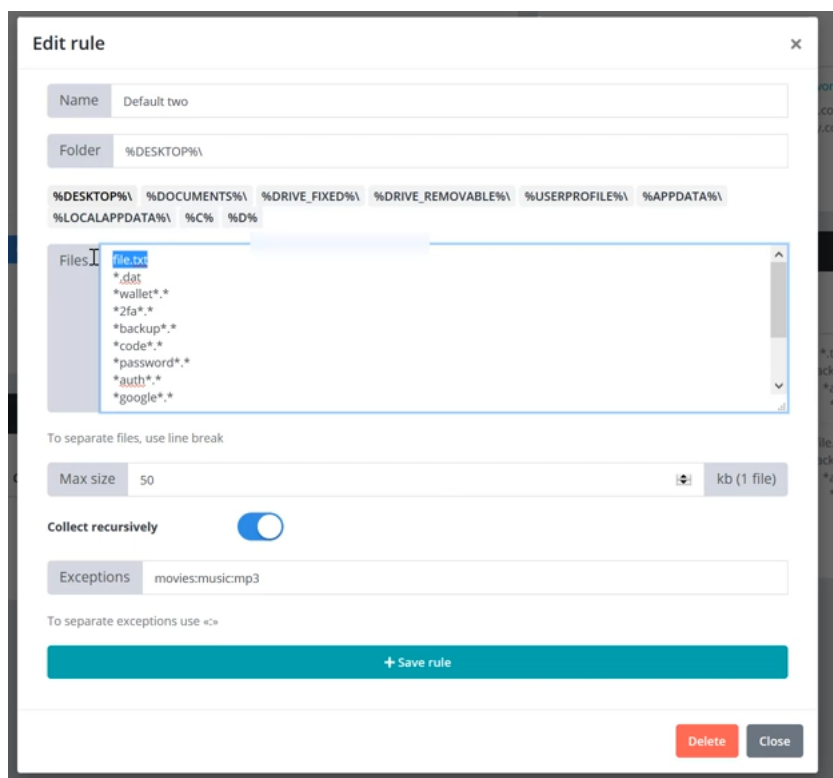 Edit rule ×
Name Default two
Folder %DESKTOP%\
%DESKTOP%\ %DOCUMENTS%\ %DRIVE_FIXED%\ %DRIVE_REMOVABLE%\ %USERPROFILE%\ %APPDATA%\
%LOCALAPPDATA%\ %C% %D%
Files file.txt
*.dat
*wallet*.*
*2fa*.*
*backup*.*
*code*.*
*password*.*
*auth*.*
*google*.*
To separate files, use line break
Max size 50 kb (1 file)
Collect recursively
Exceptions movies:music:mp3
To separate exceptions use «:»
+ Save rule
Delete Close